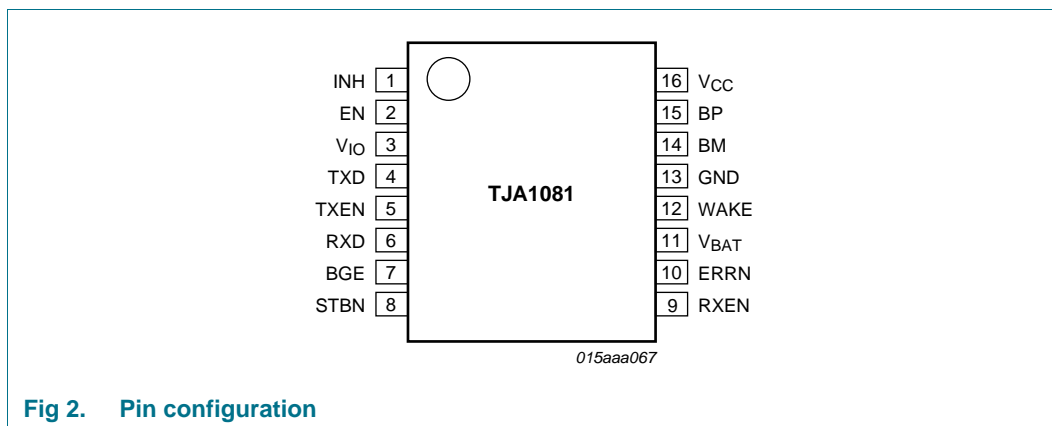 INH 1
EN 2
VIO 3
TXD 4
TXEN 5
RXD 6
BGE 7
STBN 8
TJA1081
16 VCC
15 BP
14 BM
13 GND
12 WAKE
11 VBAT
10 ERRN
9 RXEN
015aaa067
Fig 2. Pin configuration